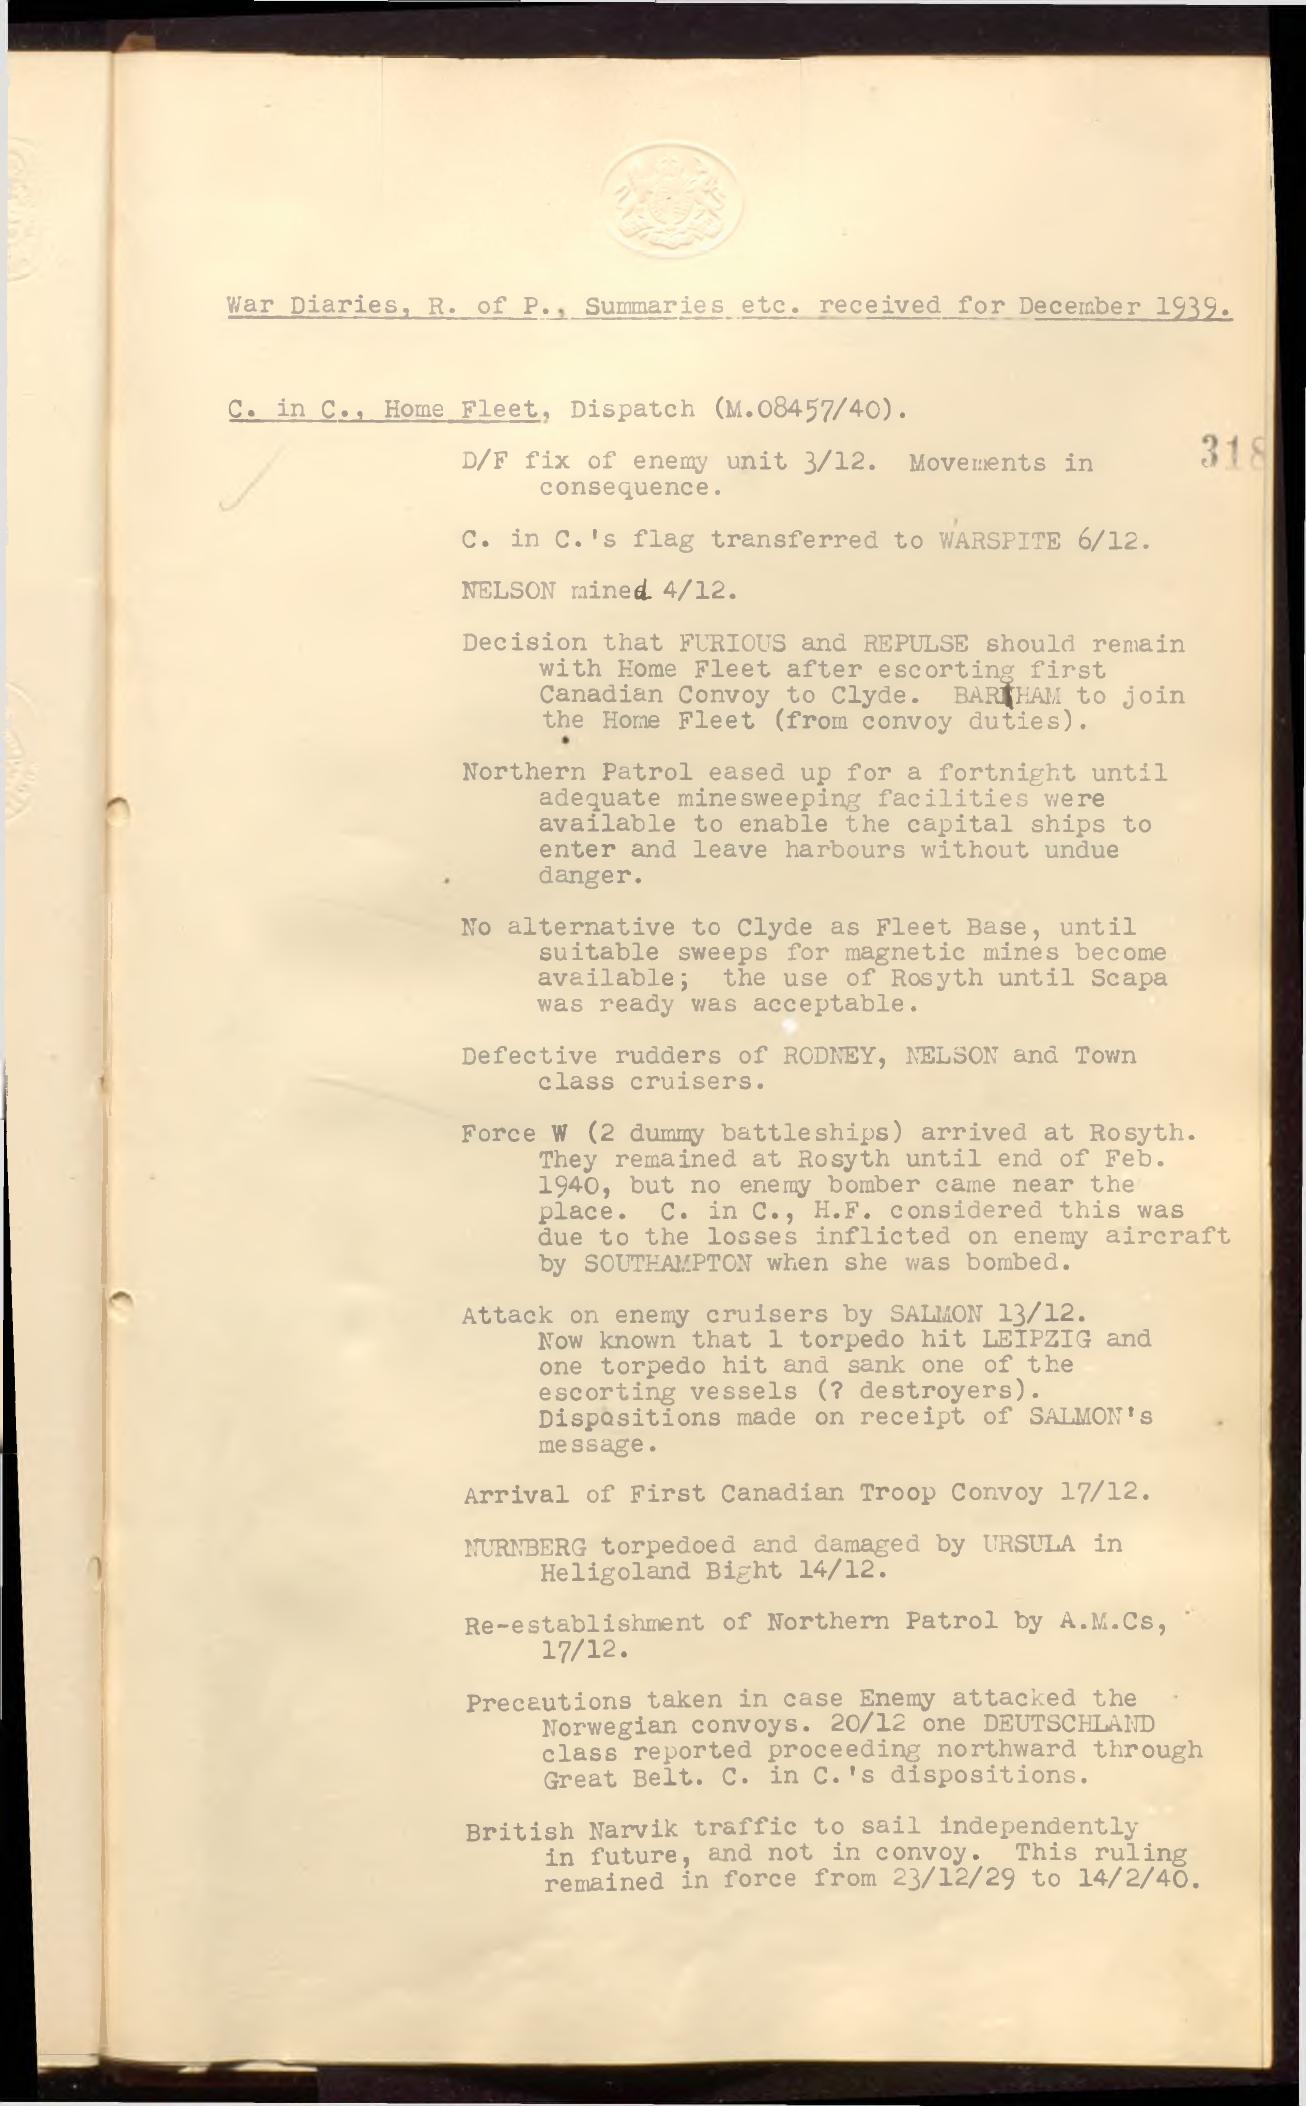 War Diaries, R. of P., Summaries etc. received for December 1939.
C. in C., Home Fleet, Dispatch (M.08457/40).
318
D/F fix of enemy unit 3/12. Movements in
consequence.
C. in C.'s flag transferred to WARSPITE 6/12.
NELSON mined 4/12.
Decision that FURIOUS and REPULSE should remain
with Home Fleet after escorting first
Canadian Convoy to Clyde. BARHAM to join
the Home Fleet (from convoy duties).
Northern Patrol eased up for a fortnight until
adequate minesweeping facilities were
available to enable the capital ships to
enter and leave harbours without undue
danger.
No alternative to Clyde as Fleet Base, until
suitable sweeps for magnetic mines become
available; the use of Rosyth until Scapa
was ready was acceptable.
Defective rudders of RODNEY, NELSON and Town
class cruisers.
Force W (2 dummy battleships) arrived at Rosyth.
They remained at Rosyth until end of Feb.
1940, but no enemy bomber came near the
place. C. in C., H.F. considered this was
due to the losses inflicted on enemy aircraft
by SOUTHAMPTON when she was bombed.
Attack on enemy cruisers by SALMON 13/12.
Now known that 1 torpedo hit LEIPZIG and
one torpedo hit and sank one of the
escorting vessels (? destroyers).
Dispositions made on receipt of SALMON's
message.
Arrival of First Canadian Troop Convoy 17/12.
NURNBERG torpedoed and damaged by URSULA in
Heligoland Bight 14/12.
Re-establishment of Northern Patrol by A.M.Cs,
17/12.
Precautions taken in case Enemy attacked the
Norwegian convoys. 20/12 one DEUTSCHLAND
class reported proceeding northward through
Great Belt. C. in C.'s dispositions.
British Narvik traffic to sail independently
in future, and not in convoy. This ruling
remained in force from 23/12/29 to 14/2/40.